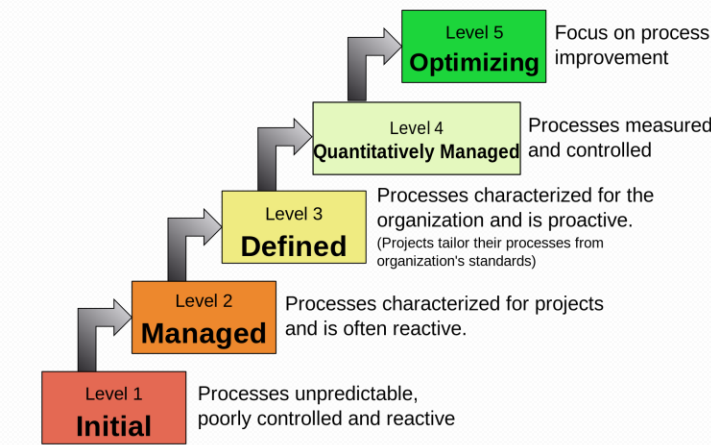 Level 5
Optimizing
Focus on process
improvement
Level 4
Quantitatively Managed
Processes measured
and controlled
Level 3
Defined
Processes characterized for the
organization and is proactive.
(Projects tailor their processes from
organization's standards)
Level 2
Managed
Processes characterized for projects
and is often reactive.
Level 1
Initial
Processes unpredictable,
poorly controlled and reactive